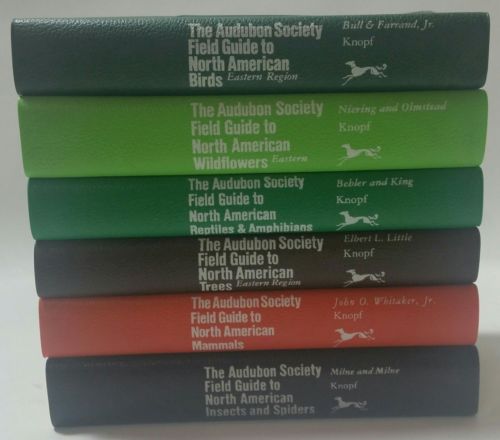 The Audubon Society
Field Guide to
North American
Birds Eastern Region
Bull & Farrand, Jr.
Knopf
The Audubon Society
Field Guide to
North American
Wildflowers Eastern
Niering and Olmstead
Knopf
The Audubon Society
Field Guide to
North American
Reptiles & Amphibians
Behler and King
Knopf
The Audubon Society
Field Guide to
North American
Trees Eastern Region
Elbert L. Little
Knopf
The Audubon Society
Field Guide to
North American
Mammals
John O. Whitaker, Jr.
Knopf
The Audubon Society
Field Guide to
North American
Insects and Spiders
Milne and Milne
Knopf